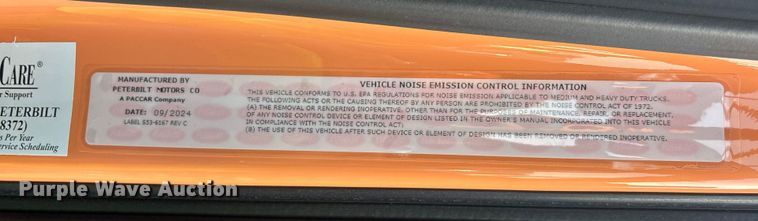 CARE®
r Support
ETERBILT
8372)
s Per Year
ervice Scheduling
MANUFACTURED BY
PETERBILT MOTORS CO
A PACCAR Company
DATE: 09/2024
LABEL S53-6167 REV C
VEHICLE NOISE EMISSION CONTROL INFORMATION
THIS VEHICLE CONFORMS TO U.S. EPA REGULATIONS FOR NOISE EMISSION APPLICABLE TO MEDIUM AND HEAVY DUTY TRUCKS.
THE FOLLOWING ACTS OR THE CAUSING THEREOF BY ANY PERSON ARE PROHIBITED BY THE NOISE CONTROL ACT OF 1972.
(A) THE REMOVAL OR RENDERING INOPERATIVE, OTHER THAN FOR THE PURPOSES OF MAINTENANCE, REPAIR, OR REPLACEMENT,
OF ANY NOISE CONTROL DEVICE OR ELEMENT OF DESIGN LISTED IN THE OWNER'S MANUAL INCORPORATED INTO THIS VEHICLE
IN COMPLIANCE WITH THE NOISE CONTROL ACT;
(B) THE USE OF THIS VEHICLE AFTER SUCH DEVICE OR ELEMENT OF DESIGN HAS BEEN REMOVED OR RENDERED INOPERATIVE.
Purple Wave Auction